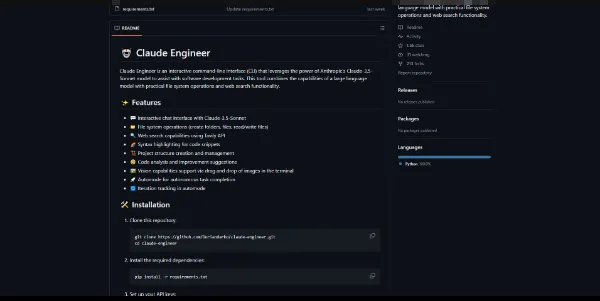 requirements.txt
Update requirements.txt
last week
README
Claude Engineer
Claude Engineer is an interactive command-line interface (CLI) that leverages the power of Anthropic's Claude-3.5-
Sonnet model to assist with software development tasks. This tool combines the capabilities of a large language
model with practical file system operations and web search functionality.
Features
Interactive chat interface with Claude-3.5-Sonnet
File system operations (create folders, files, read/write files)
Web search capabilities using Tavily API
Syntax highlighting for code snippets
Project structure creation and management
Code analysis and improvement suggestions
Vision capabilities support via drag and drop of images in the terminal
Automode for autonomous task completion
Iteration tracking in automode
Installation
1. Clone this repository:
git clone https://github.com/Doriandarko/claude-engineer.git
cd claude-engineer
2. Install the required dependencies:
pip install -r requirements.txt
3. Set up your API keys:
language model with practical file system
operations and web search functionality.
Readme
Activity
stars
watching
forks
Report repository
Releases
No releases published
Packages
No packages published
Languages
Python 100.0%